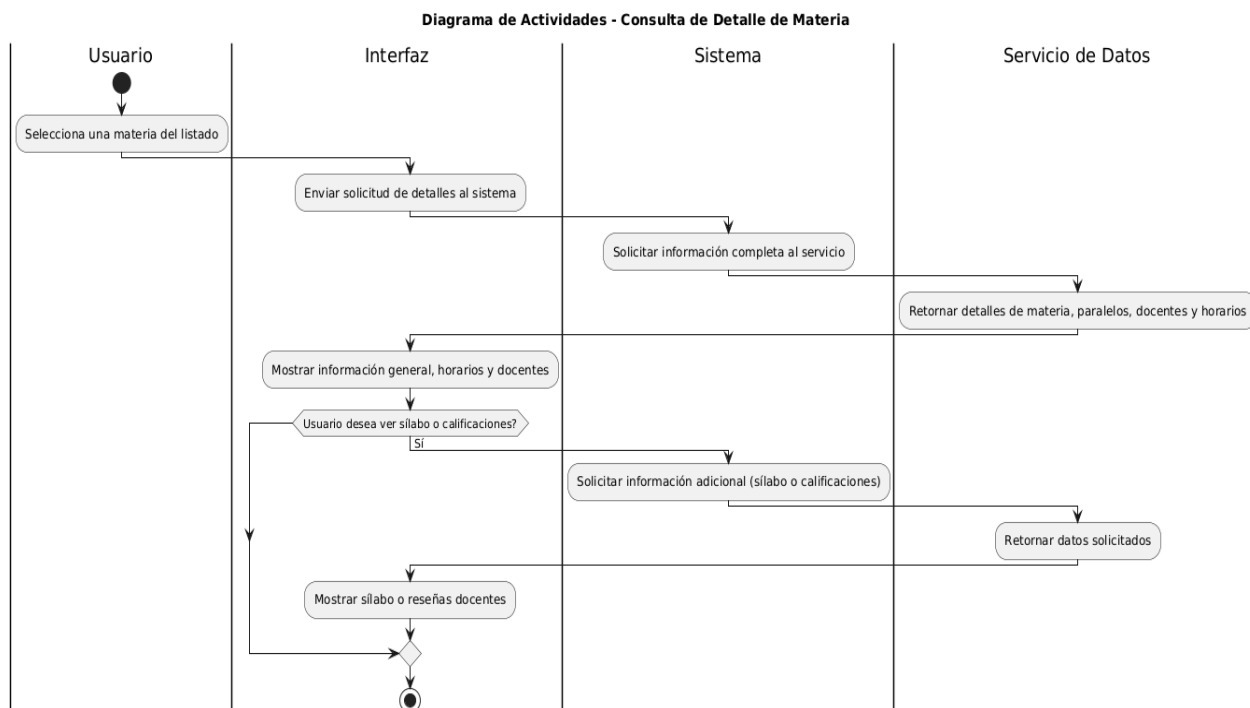 Diagrama de Actividades - Consulta de Detalle de Materia
Usuario
Interfaz
Sistema
Servicio de Datos
Selecciona una materia del listado
Enviar solicitud de detalles al sistema
Solicitar información completa al servicio
Retornar detalles de materia, paralelos, docentes y horarios
Mostrar información general, horarios y docentes
Usuario desea ver sílabo o calificaciones?
Sí
Solicitar información adicional (sílabo o calificaciones)
Retornar datos solicitados
Mostrar sílabo o reseñas docentes